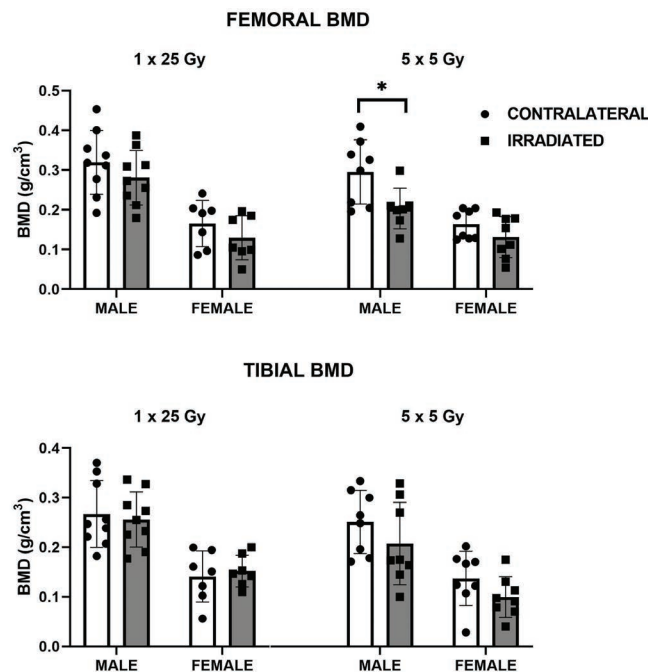 FEMORAL BMD
1 x 25 Gy 5 x 5 Gy
*
CONTRALATERAL
IRRADIATED
BMD (g/cm³)
0.5
0.4
0.3
0.2
0.1
0.0
MALE FEMALE MALE FEMALE
TIBIAL BMD
1 x 25 Gy 5 x 5 Gy
BMD (g/cm³)
0.4
0.3
0.2
0.1
0.0
MALE FEMALE MALE FEMALE